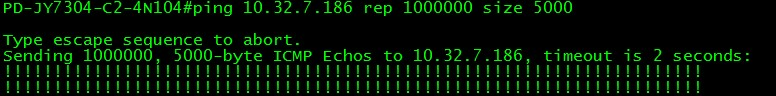 PD-JY7304-C2-4N104#ping 10.32.7.186 rep 1000000 size 5000
Type escape sequence to abort.
Sending 1000000, 5000-byte ICMP Echos to 10.32.7.186, timeout is 2 seconds:
!!!!!!!!!!!!!!!!!!!!!!!!!!!!!!!!!!!!!!!!!!!!!!!!!!!!!!!!!!!!!!!!!!!!!!
!!!!!!!!!!!!!!!!!!!!!!!!!!!!!!!!!!!!!!!!!!!!!!!!!!!!!!!!!!!!!!!!!!!!!!